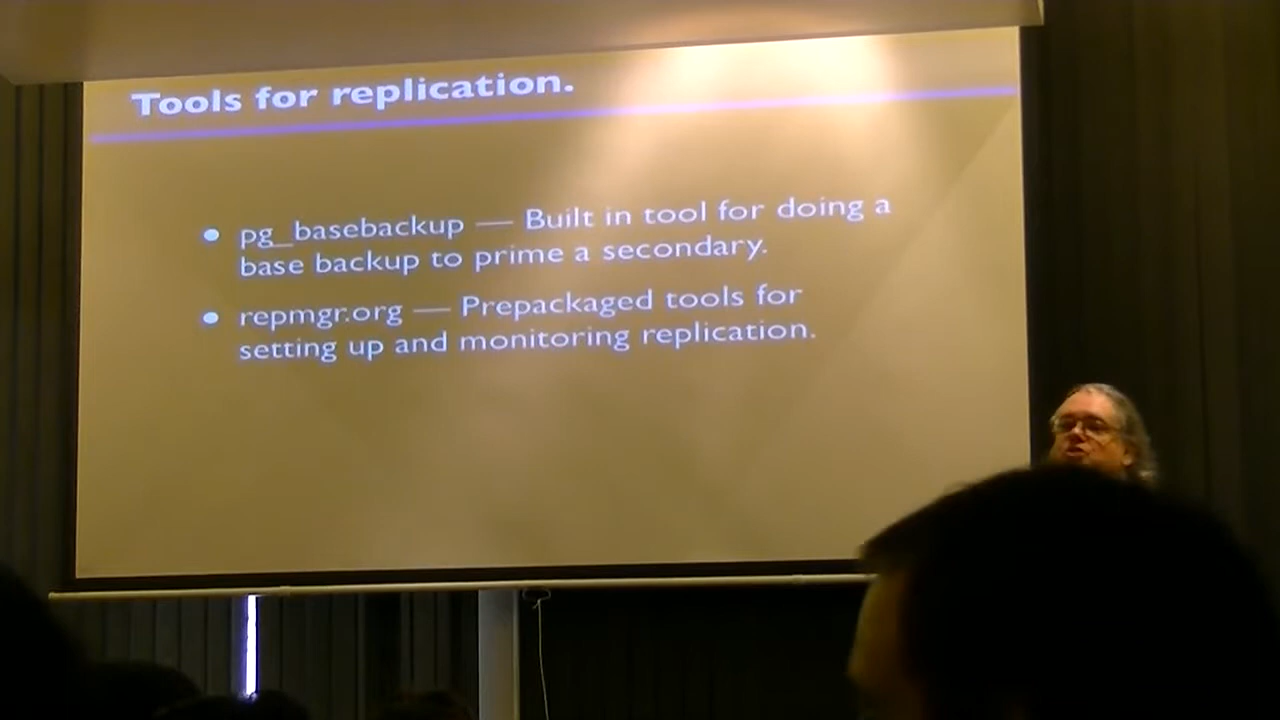 Tools for replication.
• pg_basebackup — Built in tool for doing a
base backup to prime a secondary.
• repmgr.org — Prepackaged tools for
setting up and monitoring replication.